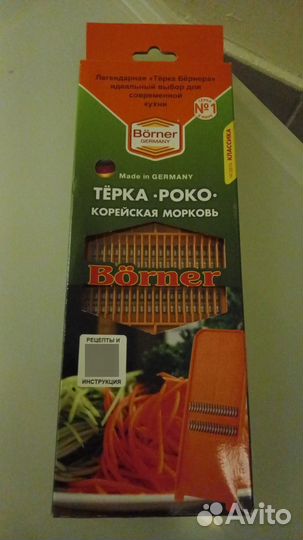 Легендарная «Тёрка Бёрнера"
идеальный выбор для
современной
кухни
№1
Börner
GERMANY
КЛАССИКА
Made in GERMANY
ТЁРКА •РОКО•
КОРЕЙСКАЯ МОРКОВЬ
Börner
РЕЦЕПТЫ И
ИНСТРУКЦИЯ
Avito